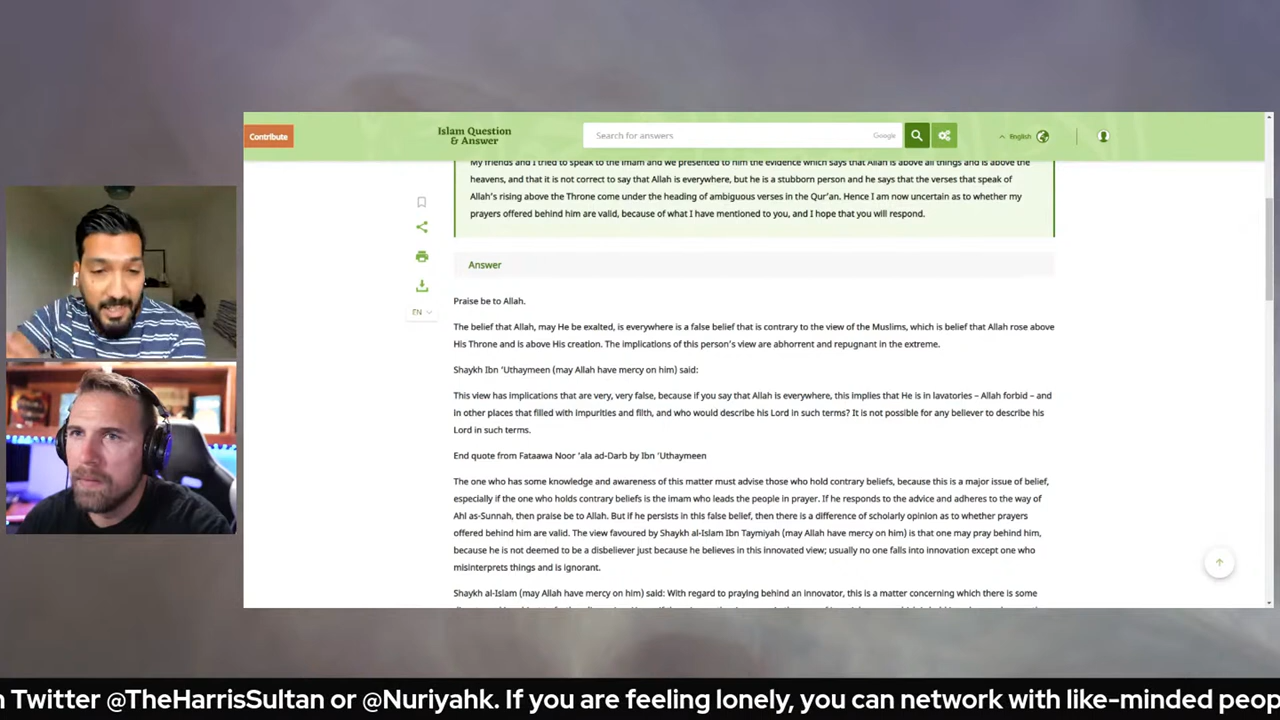 Contribute
Islam Question
& Answer
Search for answers
Google
English
My friends and I tried to speak to the imam and we presented to him the evidence which says that Allah is above all things and is above the
heavens, and that it is not correct to say that Allah is everywhere, but he is a stubborn person and he says that the verses that speak of
Allah's rising above the Throne come under the heading of ambiguous verses in the Qur'an. Hence I am now uncertain as to whether my
prayers offered behind him are valid, because of what I have mentioned to you, and I hope that you will respond.
Answer
EN
Praise be to Allah.
The belief that Allah, may He be exalted, is everywhere is a false belief that is contrary to the view of the Muslims, which is belief that Allah rose above
His Throne and is above His creation. The implications of this person's view are abhorrent and repugnant in the extreme.
Shaykh Ibn 'Uthaymeen (may Allah have mercy on him) said:
This view has implications that are very, very false, because if you say that Allah is everywhere, this implies that He is in lavatories – Allah forbid – and
in other places that filled with impurities and filth, and who would describe his Lord in such terms? It is not possible for any believer to describe his
Lord in such terms.
End quote from Fataawa Noor 'ala ad-Darb by Ibn 'Uthaymeen
The one who has some knowledge and awareness of this matter must advise those who hold contrary beliefs, because this is a major issue of belief,
especially if the one who holds contrary beliefs is the imam who leads the people in prayer. If he responds to the advice and adheres to the way of
Ahl as-Sunnah, then praise be to Allah. But if he persists in this false belief, then there is a difference of scholarly opinion as to whether prayers
offered behind him are valid. The view favoured by Shaykh al-Islam Ibn Taymiyah (may Allah have mercy on him) is that one may pray behind him,
because he is not deemed to be a disbeliever just because he believes in this innovated view; usually no one falls into innovation except one who
misinterprets things and is ignorant.
Shaykh al-Islam (may Allah have mercy on him) said: With regard to praying behind an innovator, this is a matter concerning which there is some
n Twitter @TheHarrisSultan or @Nuriyahk. If you are feeling lonely, you can network with like-minded peop